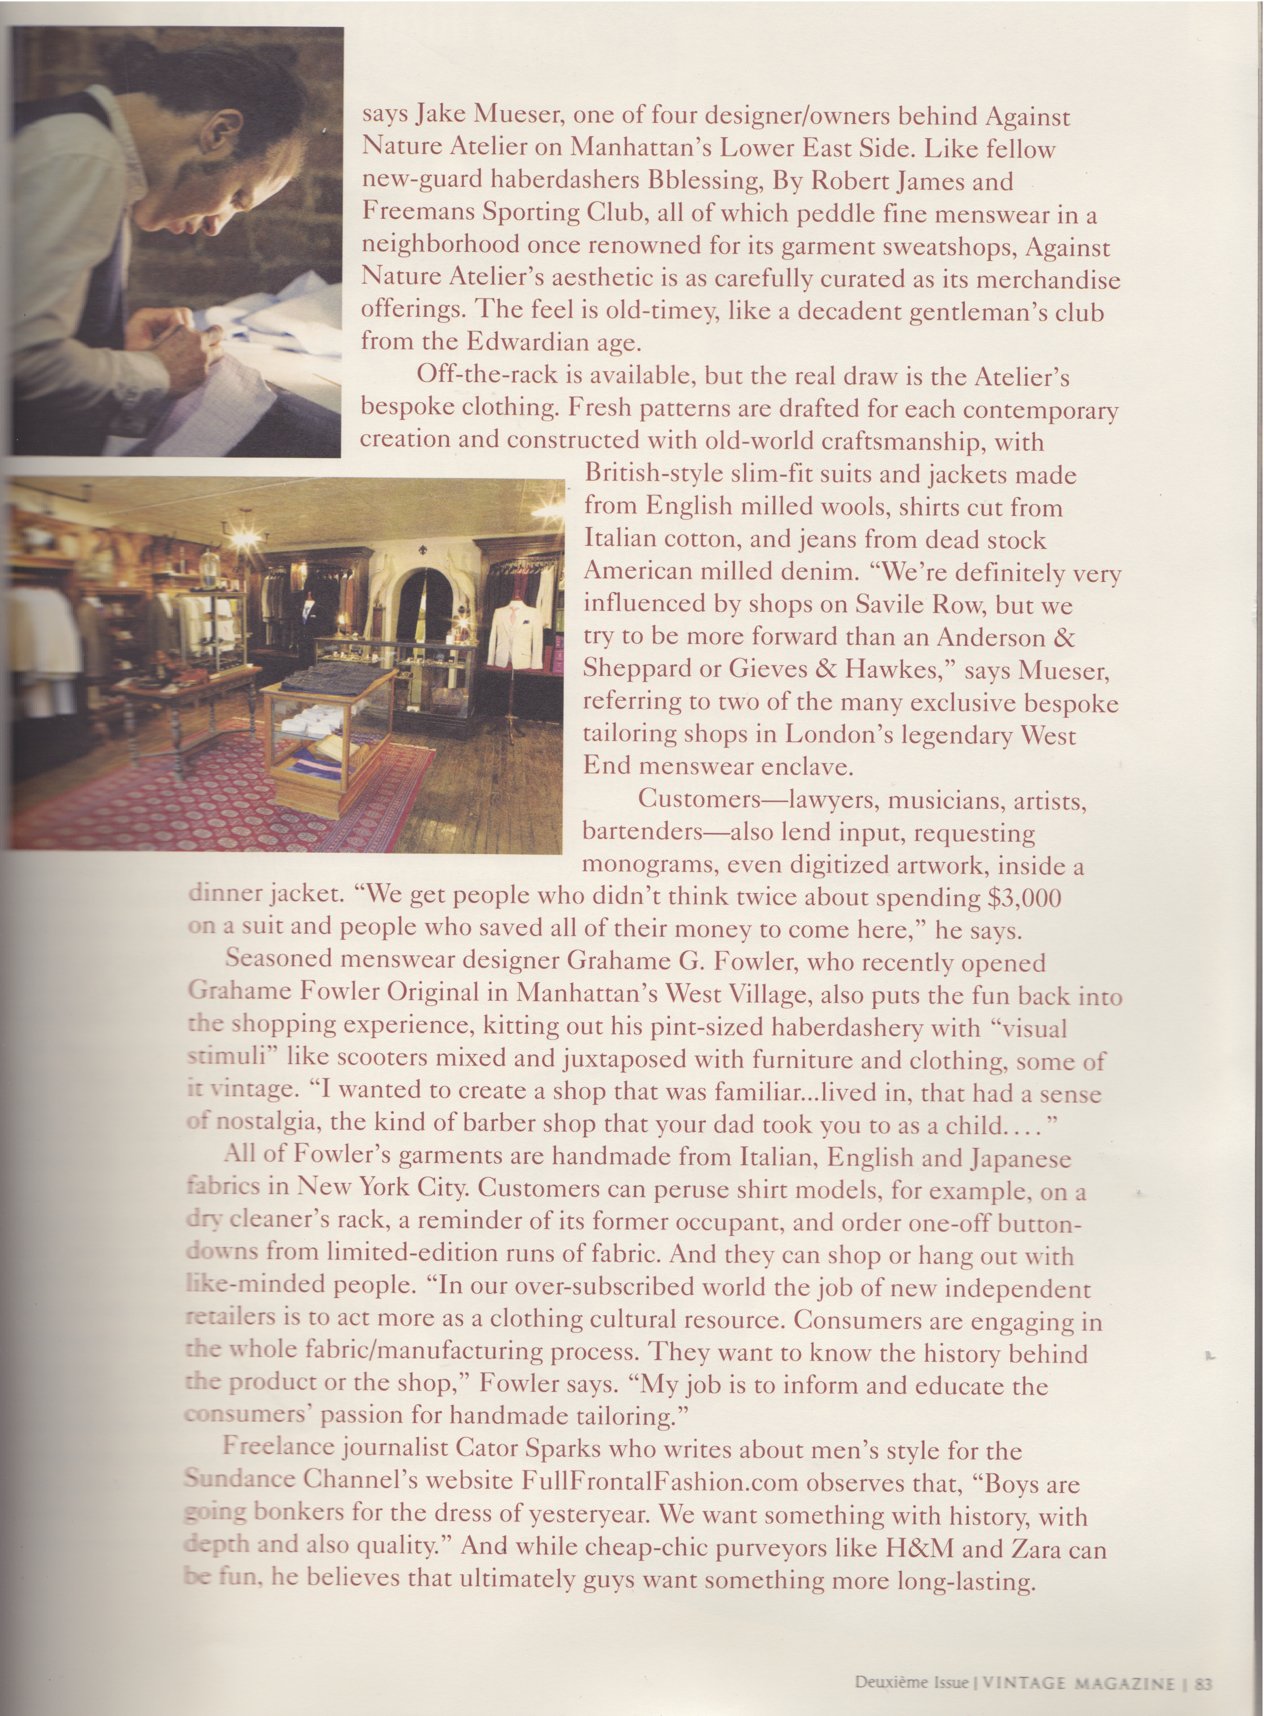 says Jake Mueser, one of four designer/owners behind Against
Nature Atelier on Manhattan's Lower East Side. Like fellow
new-guard haberdashers Bblessing, By Robert James and
Freemans Sporting Club, all of which peddle fine menswear in a
neighborhood once renowned for its garment sweatshops, Against
Nature Atelier's aesthetic is as carefully curated as its merchandise
offerings. The feel is old-timey, like a decadent gentleman's club
from the Edwardian age.
Off-the-rack is available, but the real draw is the Atelier's
bespoke clothing. Fresh patterns are drafted for each contemporary
creation and constructed with old-world craftsmanship, with
British-style slim-fit suits and jackets made
from English milled wools, shirts cut from
Italian cotton, and jeans from dead stock
American milled denim. “We're definitely very
influenced by shops on Savile Row, but we
try to be more forward than an Anderson &
Sheppard or Gieves & Hawkes,” says Mueser,
referring to two of the many exclusive bespoke
tailoring shops in London's legendary West
End menswear enclave.
Customers—lawyers, musicians, artists,
bartenders—also lend input, requesting
monograms, even digitized artwork, inside a
dinner jacket. “We get people who didn't think twice about spending $3,000
on a suit and people who saved all of their money to come here,” he says.
Seasoned menswear designer Grahame G. Fowler, who recently opened
Grahame Fowler Original in Manhattan's West Village, also puts the fun back into
the shopping experience, kitting out his pint-sized haberdashery with “visual
stimuli” like scooters mixed and juxtaposed with furniture and clothing, some of
it vintage. “I wanted to create a shop that was familiar...lived in, that had a sense
of nostalgia, the kind of barber shop that your dad took you to as a child....”
All of Fowler's garments are handmade from Italian, English and Japanese
fabrics in New York City. Customers can peruse shirt models, for example, on a
dry cleaner's rack, a reminder of its former occupant, and order one-off button-
downs from limited-edition runs of fabric. And they can shop or hang out with
like-minded people. “In our over-subscribed world the job of new independent
retailers is to act more as a clothing cultural resource. Consumers are engaging in
the whole fabric/manufacturing process. They want to know the history behind
the product or the shop,” Fowler says. “My job is to inform and educate the
consumers' passion for handmade tailoring.”
Freelance journalist Cator Sparks who writes about men's style for the
Sundance Channel's website FullFrontalFashion.com observes that, “Boys are
going bonkers for the dress of yesteryear. We want something with history, with
depth and also quality.” And while cheap-chic purveyors like H&M and Zara can
be fun, he believes that ultimately guys want something more long-lasting.
Deuxième Issue | VINTAGE MAGAZINE | 83